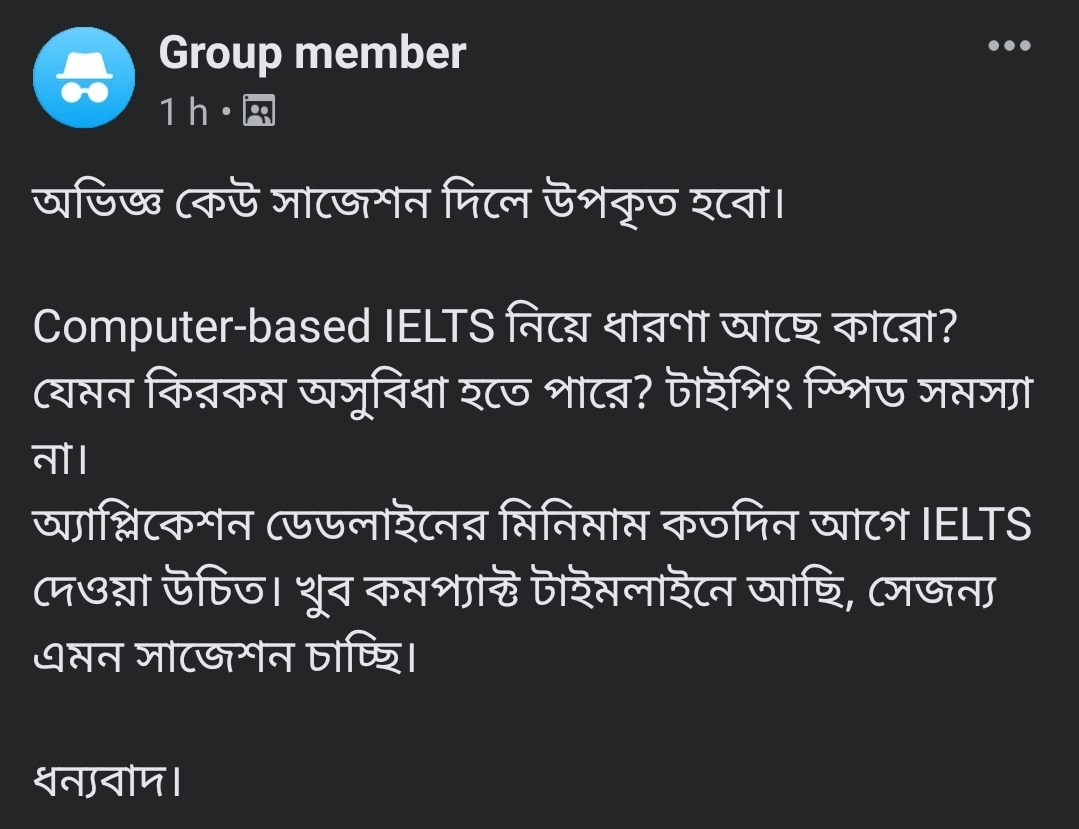 Group member
1 h •
অভিজ্ঞ কেউ সাজেশন দিলে উপকৃত হবো।
Computer-based IELTS নিয়ে ধারণা আছে কারো?
যেমন কিরকম অসুবিধা হতে পারে? টাইপিং স্পিড সমস্যা
না।
অ্যাপ্লিকেশন ডেডলাইনের মিনিমাম কতদিন আগে IELTS
দেওয়া উচিত। খুব কমপ্যাক্ট টাইমলাইনে আছি, সেজন্য
এমন সাজেশন চাচ্ছি।
ধন্যবাদ।